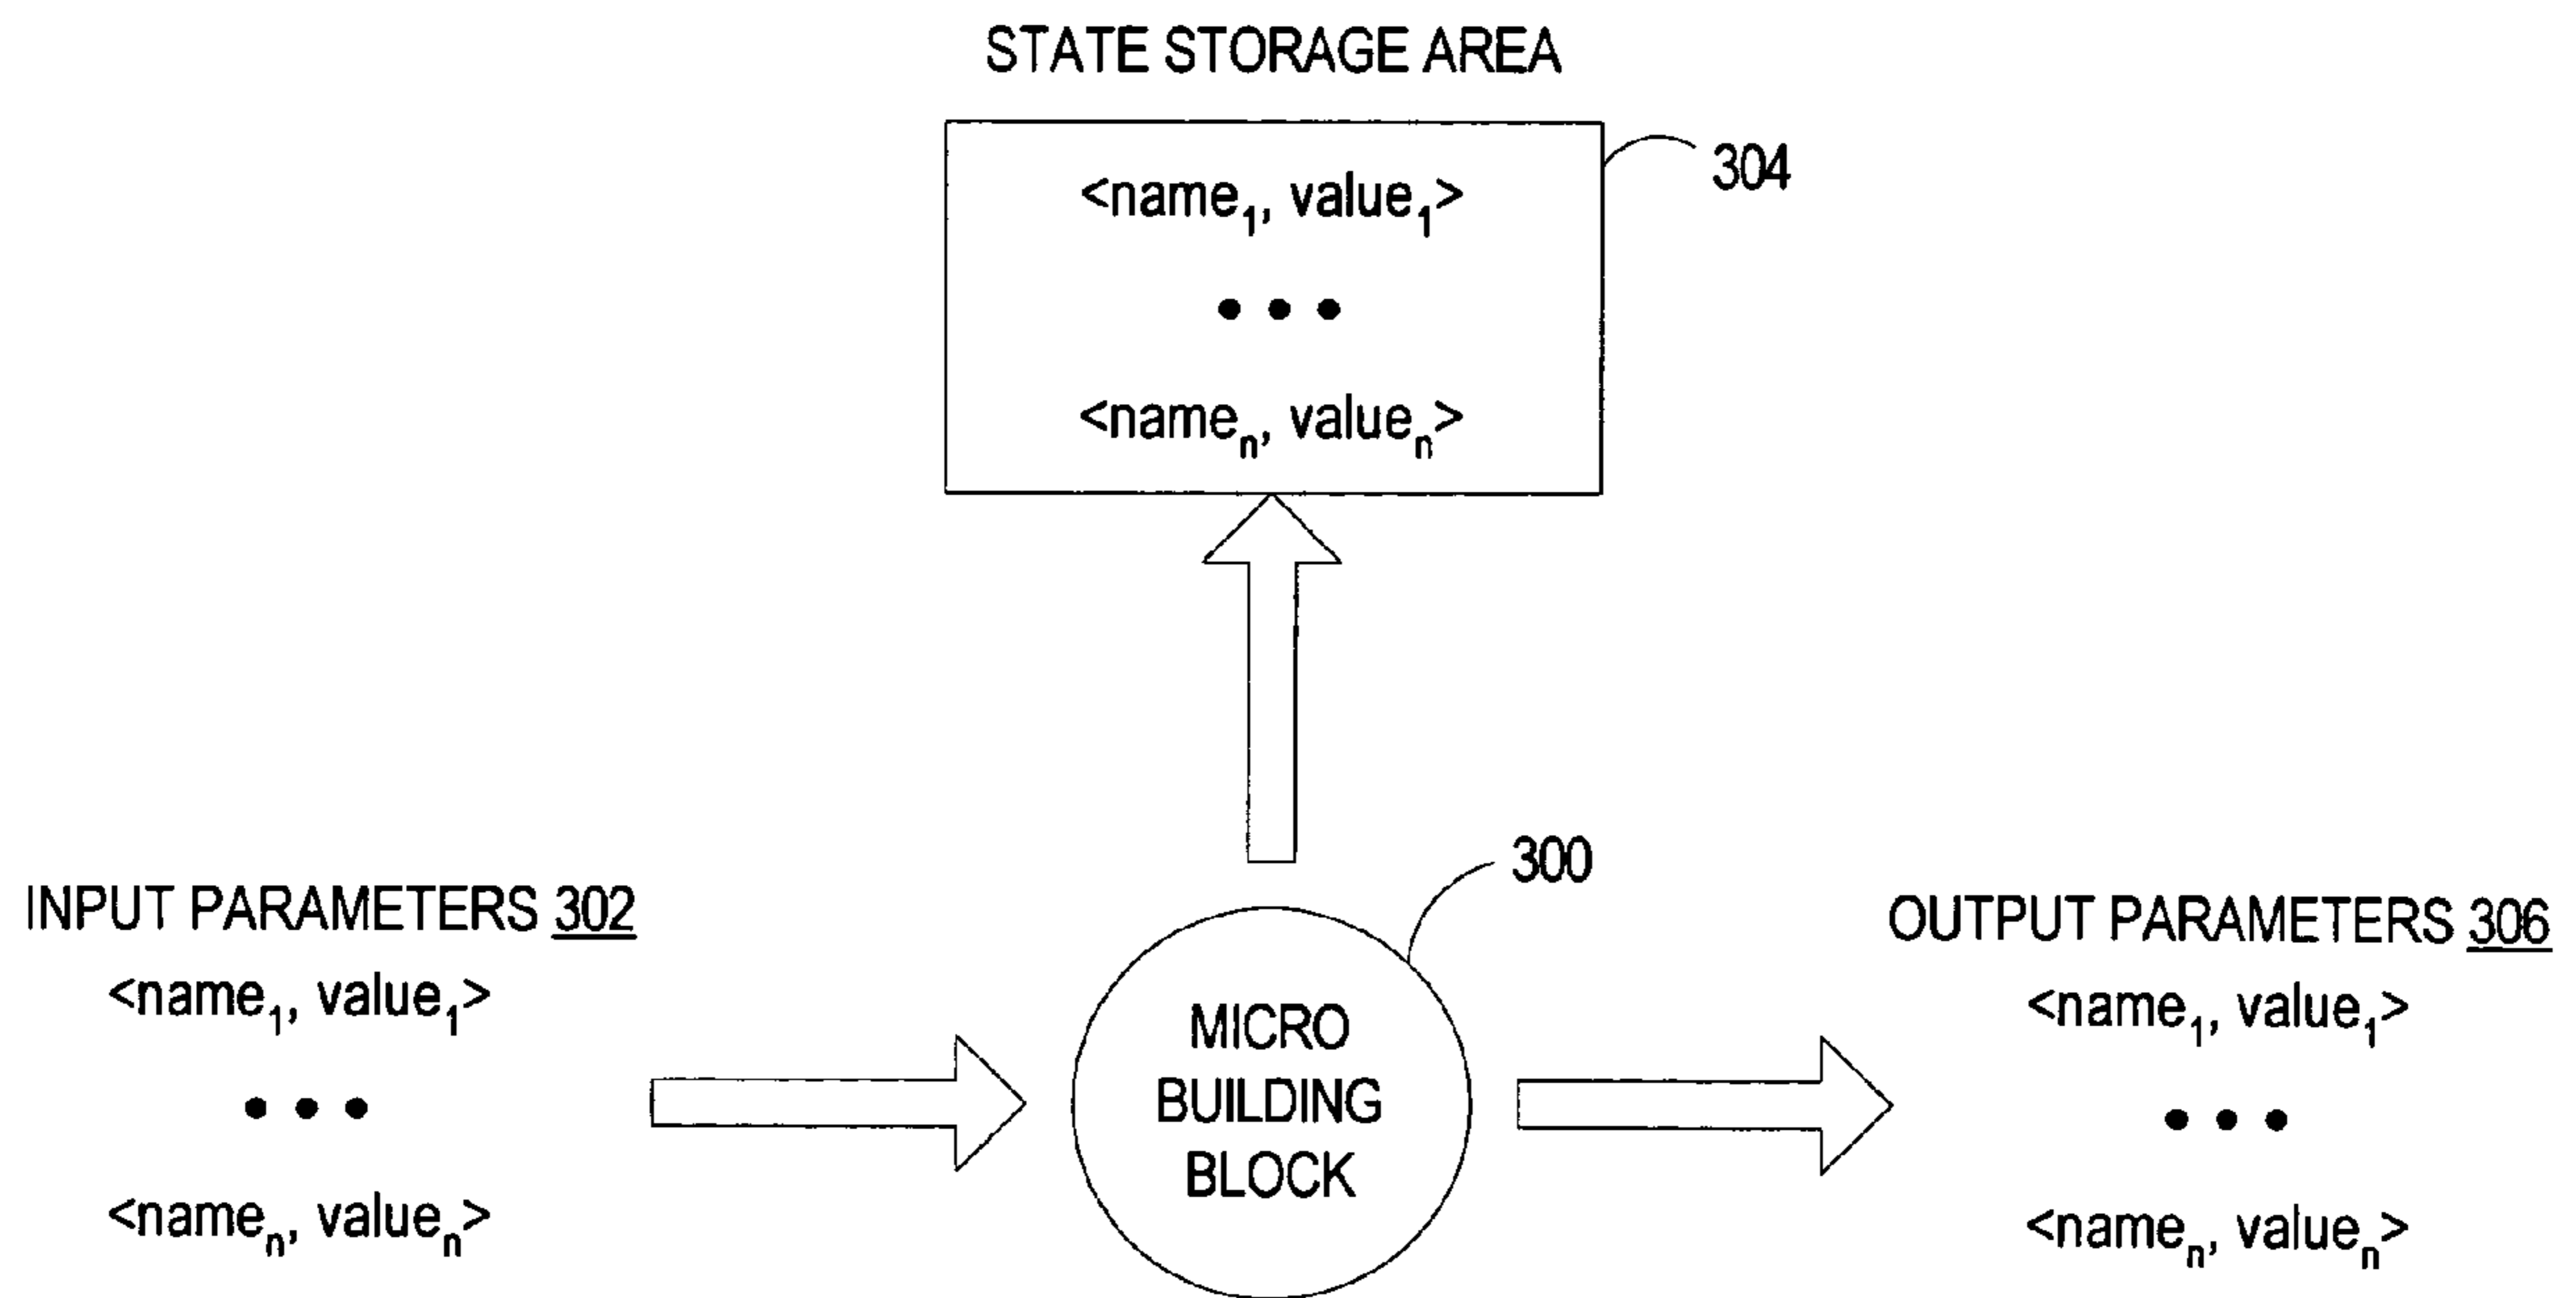 STATE STORAGE AREA
<name₁, value₁>
• • •
<nameₙ, valueₙ>
304
300
INPUT PARAMETERS 302
<name₁, value₁>
• • •
<nameₙ, valueₙ>
MICRO
BUILDING
BLOCK
OUTPUT PARAMETERS 306
<name₁, value₁>
• • •
<nameₙ, valueₙ>